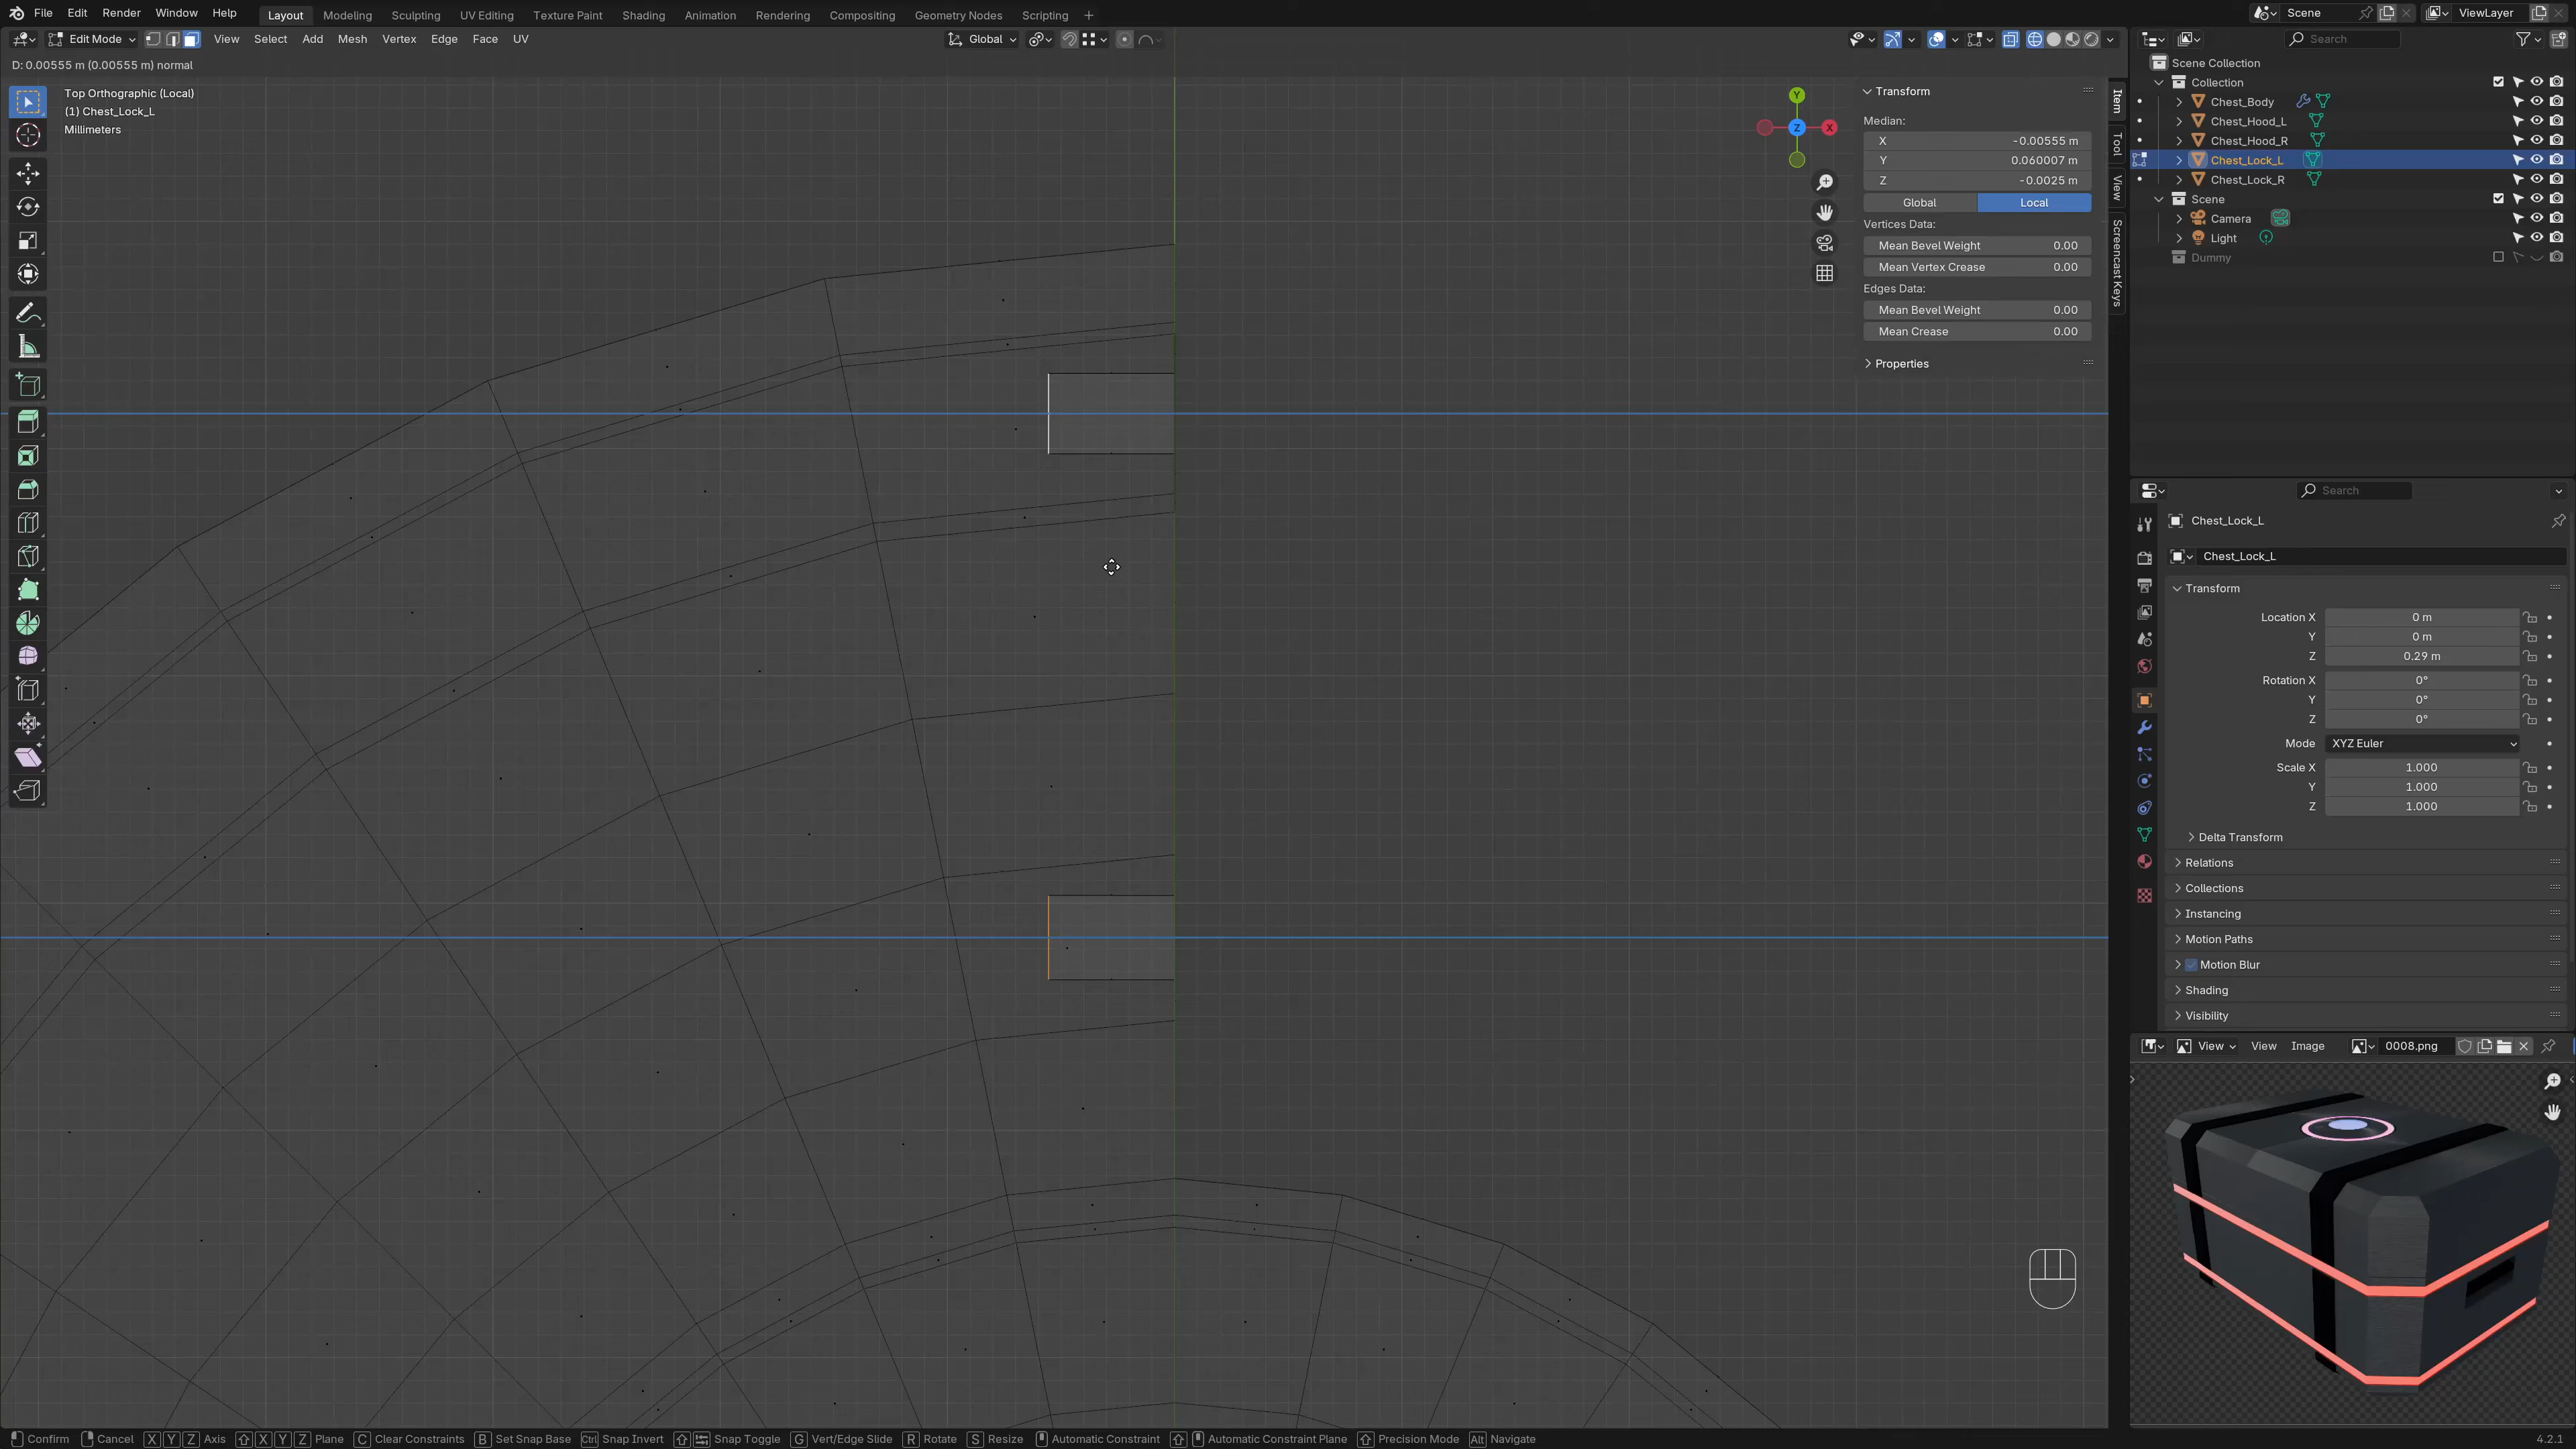 File Edit Render Window Help Layout Modeling Sculpting UV Editing Texture Paint Shading Animation Rendering Compositing Geometry Nodes Scripting + Scene ViewLayer
Edit Mode View Select Add Mesh Vertex Edge Face UV Global Search
D: 0.00555 m (0.00555 m) normal
Top Orthographic (Local)
(1) Chest_Lock_L
Millimeters
Y
X
Z
Transform
Median:
X -0.00555 m
Y 0.060007 m
Z -0.0025 m
Global Local
Vertices Data:
Mean Bevel Weight 0.00
Mean Vertex Crease 0.00
Edges Data:
Mean Bevel Weight 0.00
Mean Crease 0.00
Properties
Item
Tool
View
Screencast Keys
Scene Collection
Collection
Chest_Body
Chest_Hood_L
Chest_Hood_R
Chest_Lock_L
Chest_Lock_R
Scene
Camera
Light
Dummy
Search
Chest_Lock_L
Chest_Lock_L
Transform
Location X 0 m
Y 0 m
Z 0.29 m
Rotation X 0°
Y 0°
Z 0°
Mode XYZ Euler
Scale X 1.000
Y 1.000
Z 1.000
Delta Transform
Relations
Collections
Instancing
Motion Paths
Motion Blur
Shading
Visibility
View View Image 0008.png
Confirm Cancel X Y Z Axis X Y Z Plane C Clear Constraints B Set Snap Base Ctrl Snap Invert Snap Toggle G Vert/Edge Slide R Rotate S Resize Automatic Constraint Automatic Constraint Plane Precision Mode Alt Navigate 4.2.1